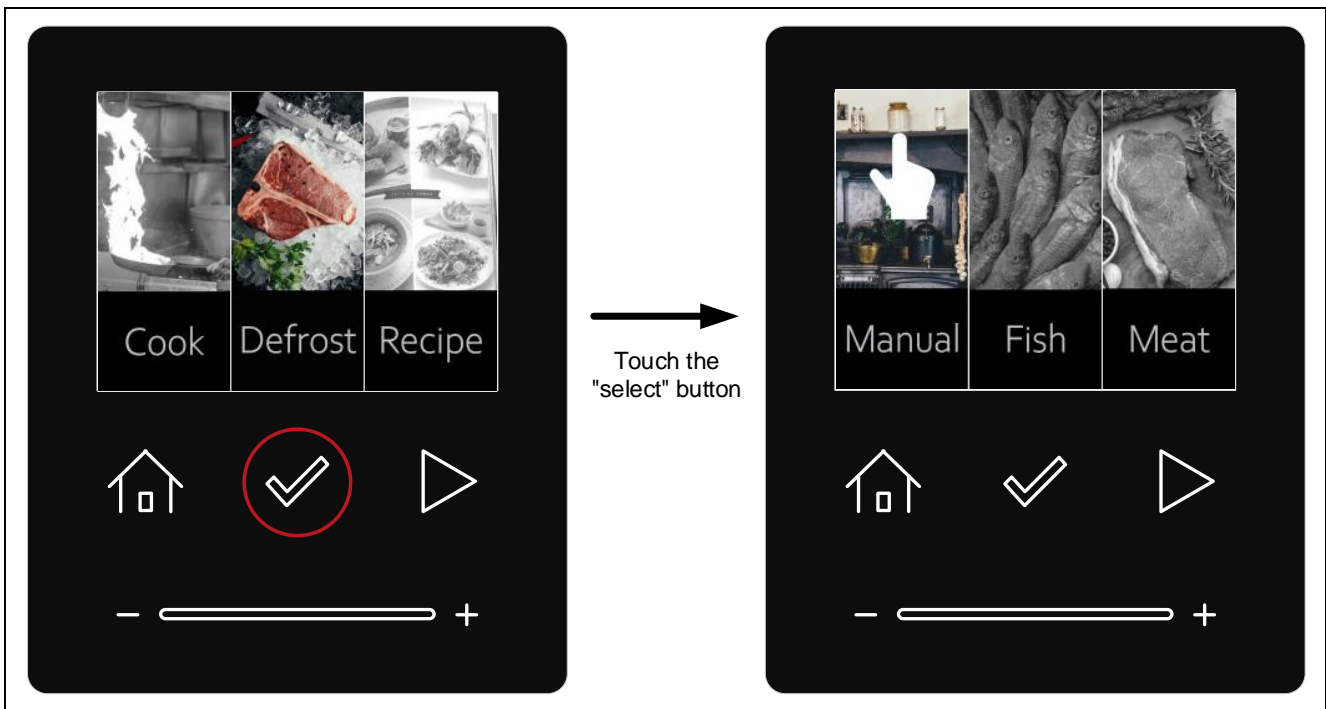 Cook Defrost Recipe
Touch the
"select" button
Manual Fish Meat
- +
- +